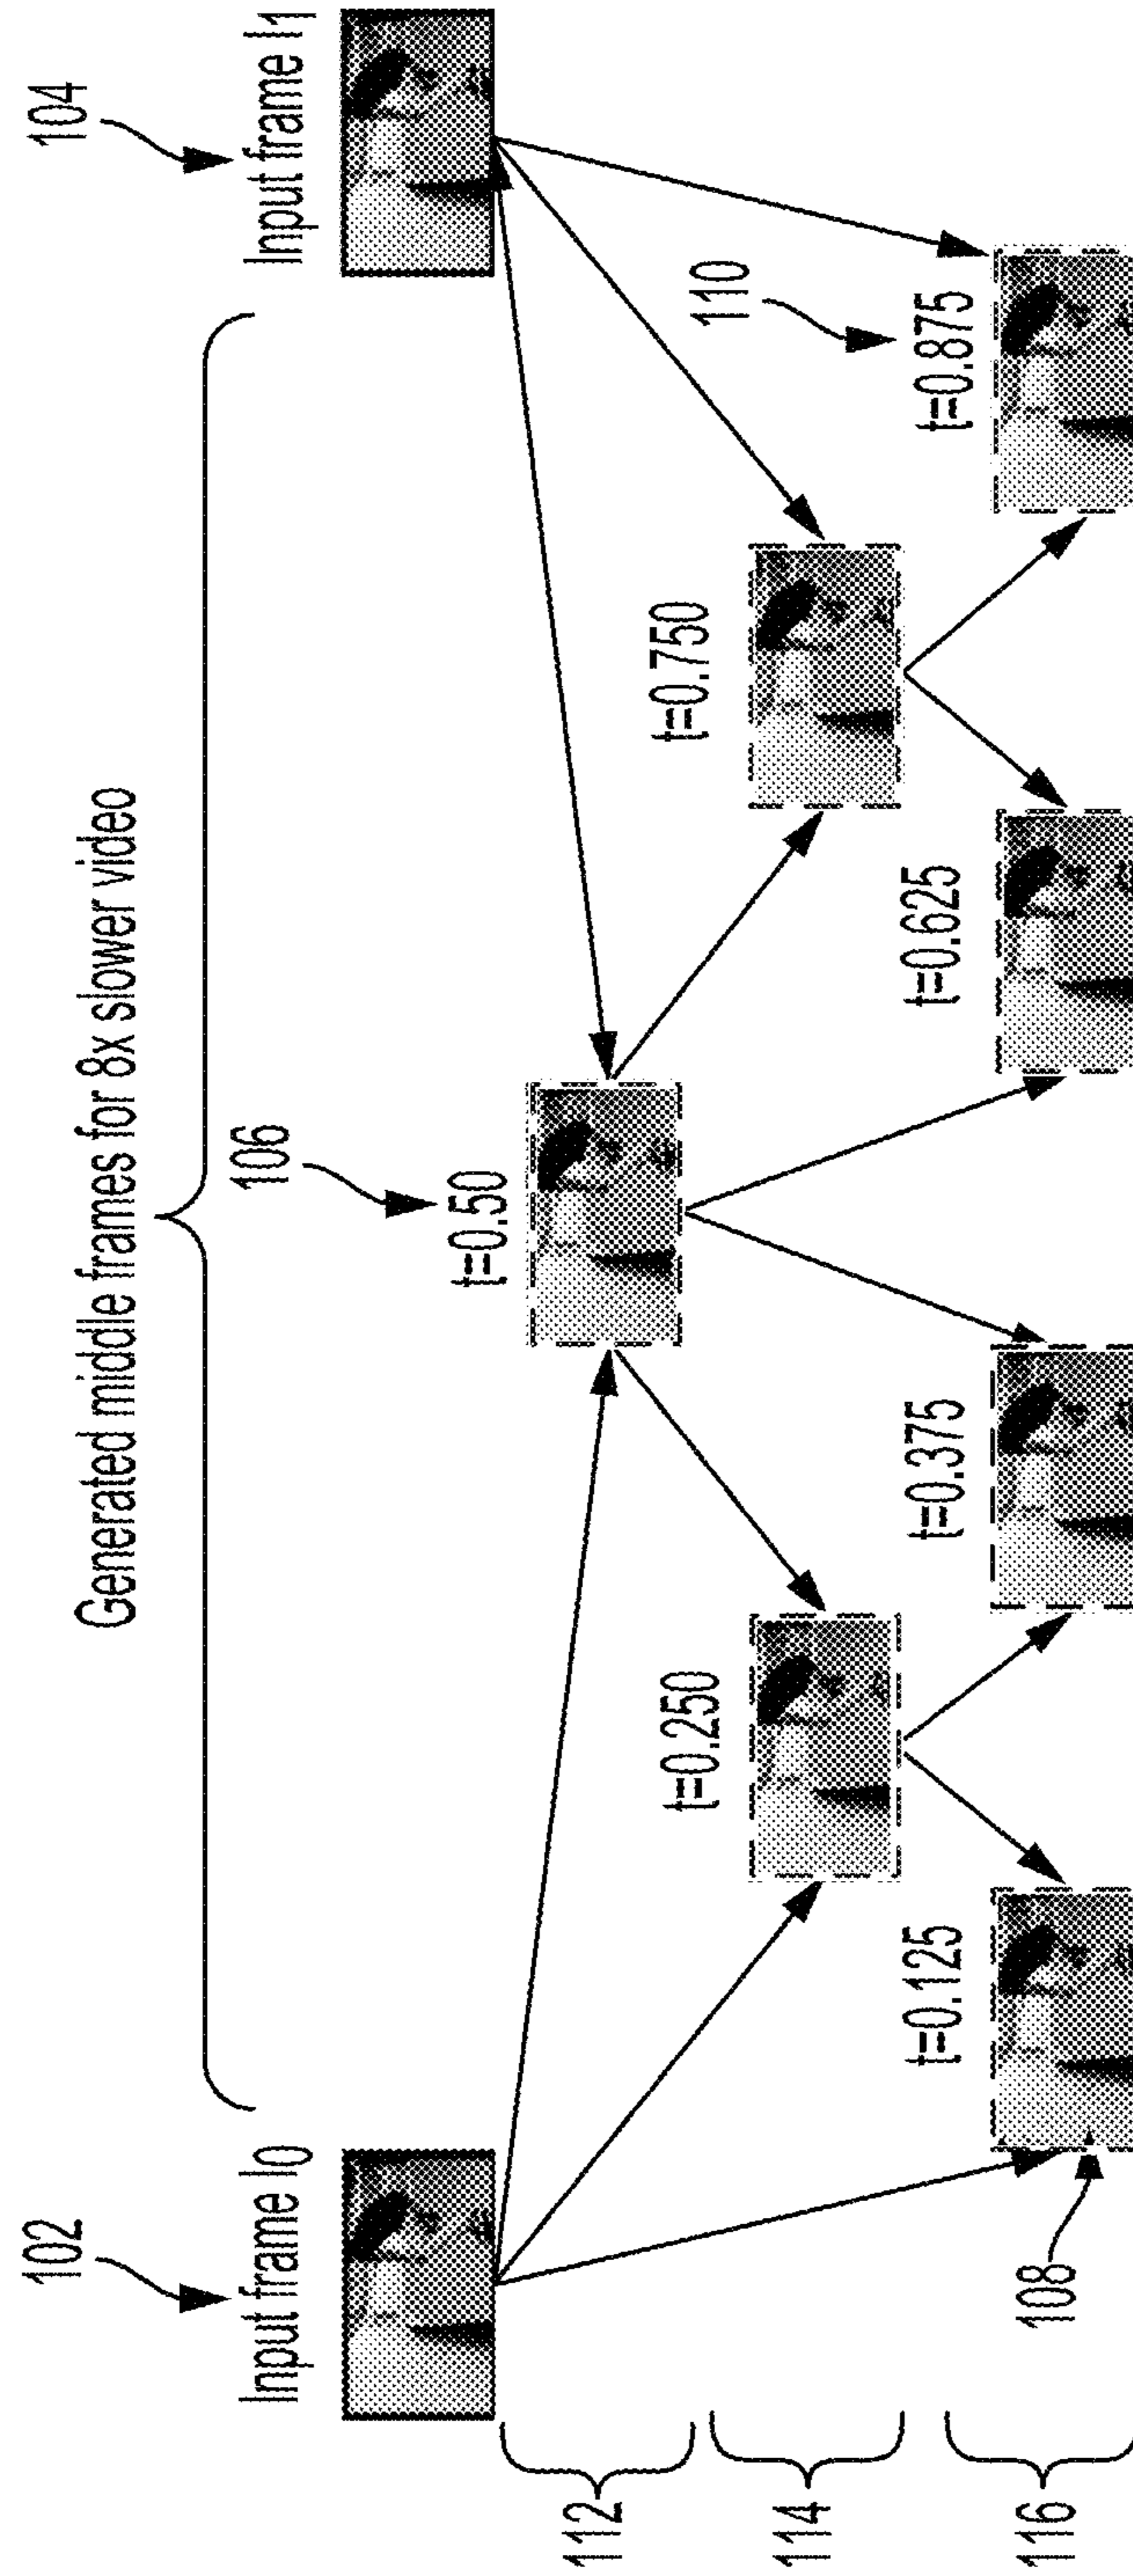 Generated middle frames for 8x slower video
102
104
Input frame I0
Input frame I1
106
t=0.50
112
t=0.250
t=0.750
114
110
t=0.125
t=0.375
t=0.625
t=0.875
108
116